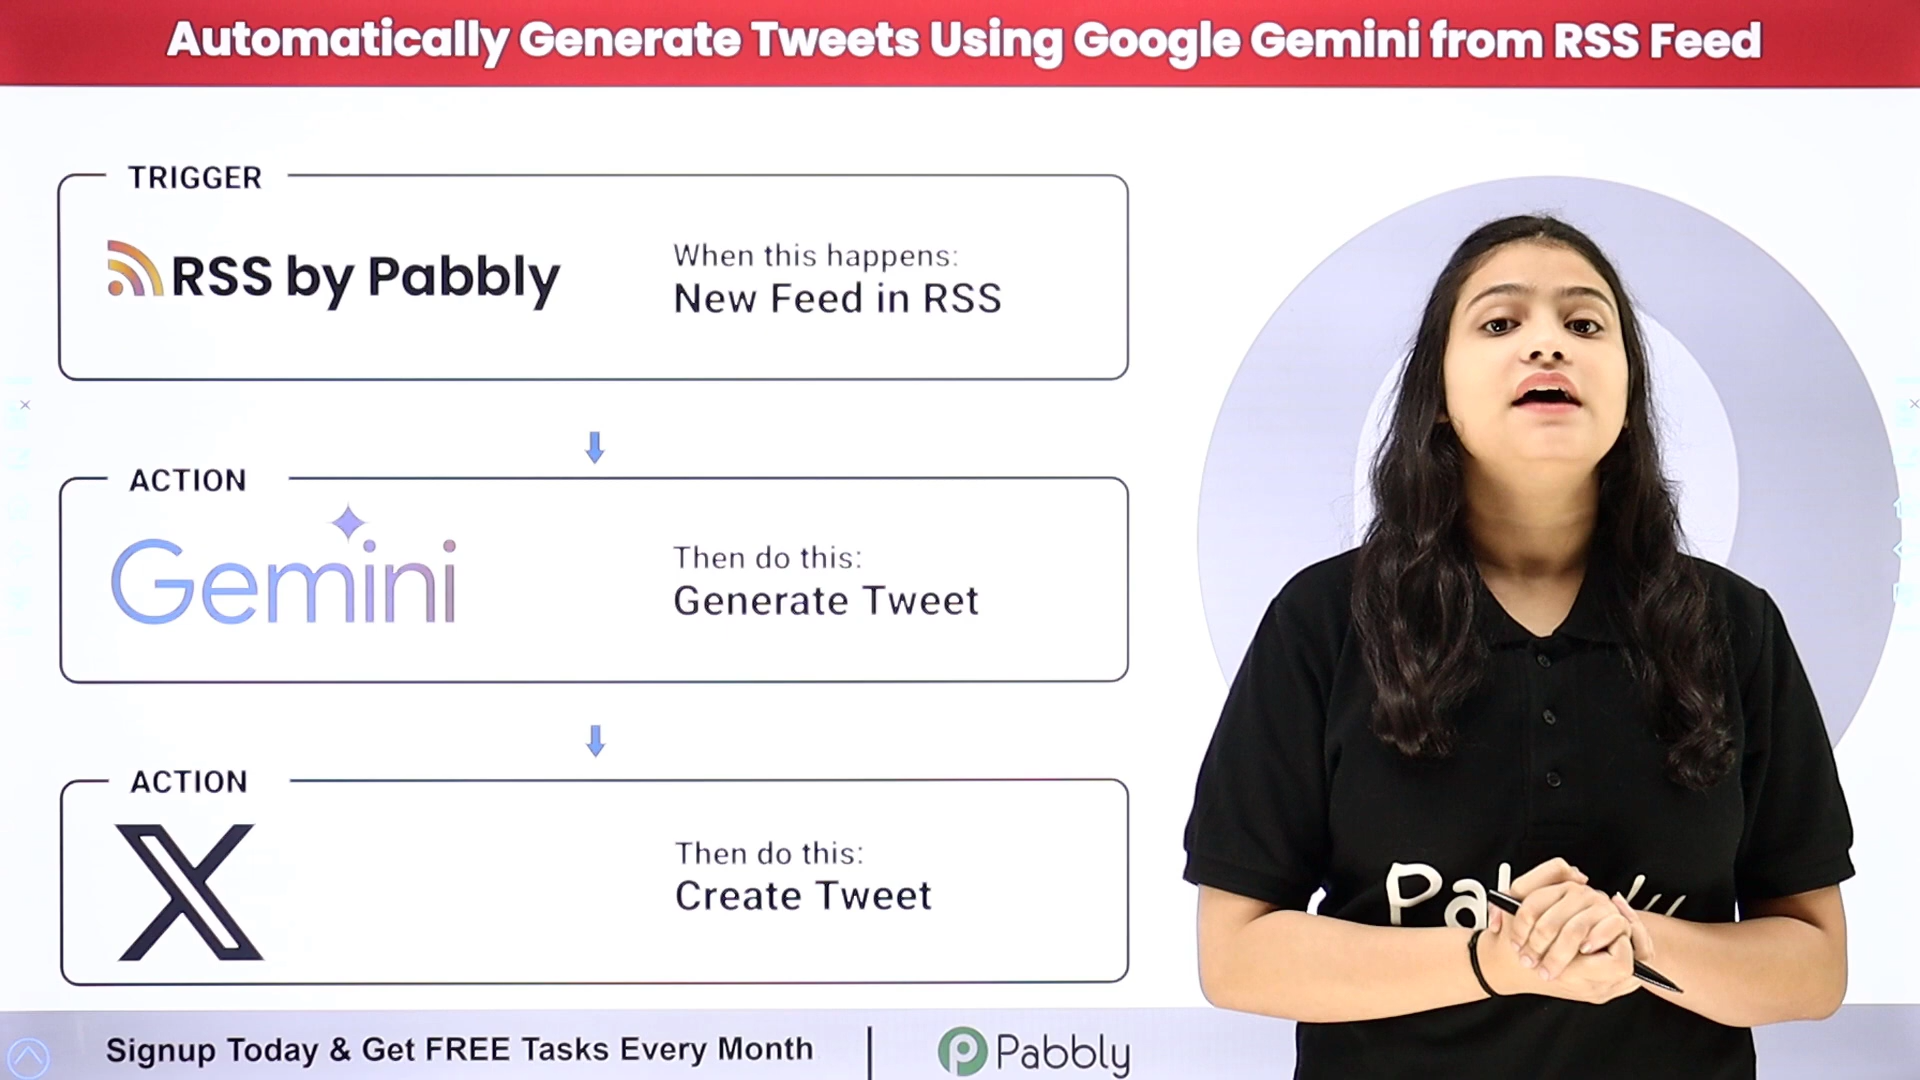 Automatically Generate Tweets Using Google Gemini from RSS Feed
TRIGGER
RSS by Pabbly
When this happens:
New Feed in RSS
ACTION
Gemini
Then do this:
Generate Tweet
ACTION
X
Then do this:
Create Tweet
Signup Today & Get FREE Tasks Every Month
Pabbly